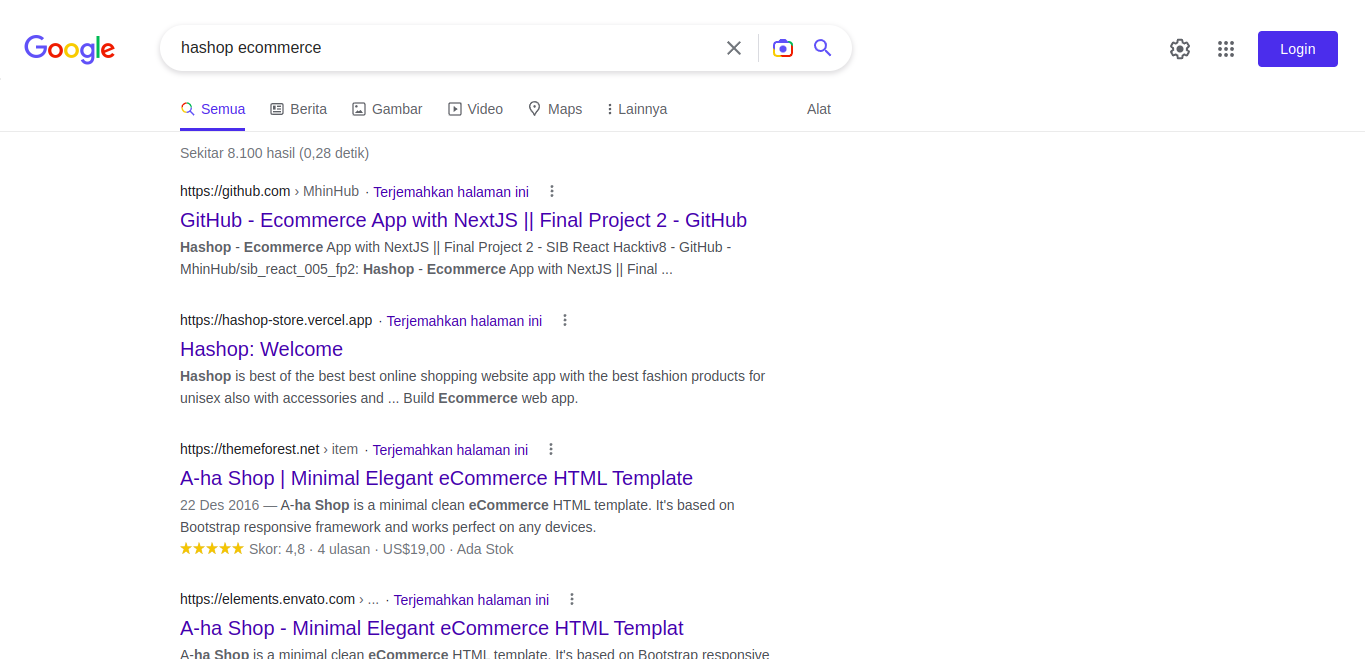 Google
hashop ecommerce
Login
Semua Berita Gambar Video Maps Lainnya Alat
Sekitar 8.100 hasil (0,28 detik)
https://github.com › MhinHub · Terjemahkan halaman ini
GitHub - Ecommerce App with NextJS || Final Project 2 - GitHub
Hashop - Ecommerce App with NextJS || Final Project 2 - SIB React Hacktiv8 - GitHub -
MhinHub/sib_react_005_fp2: Hashop - Ecommerce App with NextJS || Final ...
https://hashop-store.vercel.app · Terjemahkan halaman ini
Hashop: Welcome
Hashop is best of the best best online shopping website app with the best fashion products for
unisex also with accessories and ... Build Ecommerce web app.
https://themeforest.net › item · Terjemahkan halaman ini
A-ha Shop | Minimal Elegant eCommerce HTML Template
22 Des 2016 — A-ha Shop is a minimal clean eCommerce HTML template. It's based on
Bootstrap responsive framework and works perfect on any devices.
Skor: 4,8 · 4 ulasan · US$19,00 · Ada Stok
https://elements.envato.com › ... · Terjemahkan halaman ini
A-ha Shop - Minimal Elegant eCommerce HTML Templat
A-ha Shop is a minimal clean eCommerce HTML template. It's based on Bootstrap responsive